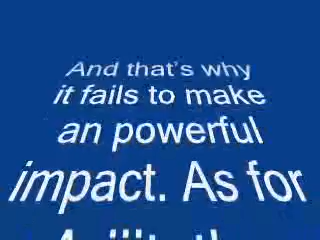 And that's why
it fails to make
an powerful
impact. As for